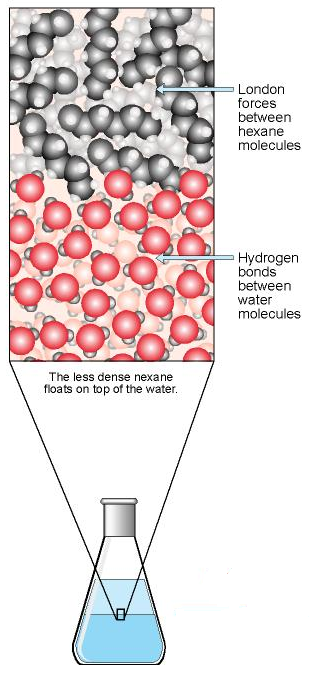 London
forces
between
hexane
molecules
Hydrogen
bonds
between
water
molecules
The less dense nexane
floats on top of the water.